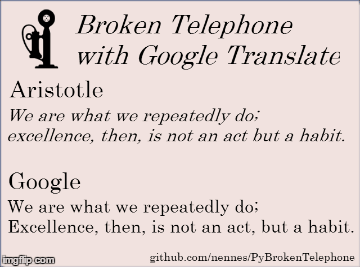 Broken Telephone
with Google Translate
Aristotle
We are what we repeatedly do;
excellence, then, is not an act but a habit.
Google
We are what we repeatedly do;
Excellence, then, is not an act, but a habit.
github.com/nennes/PyBrokenTelephone
imgflip.com